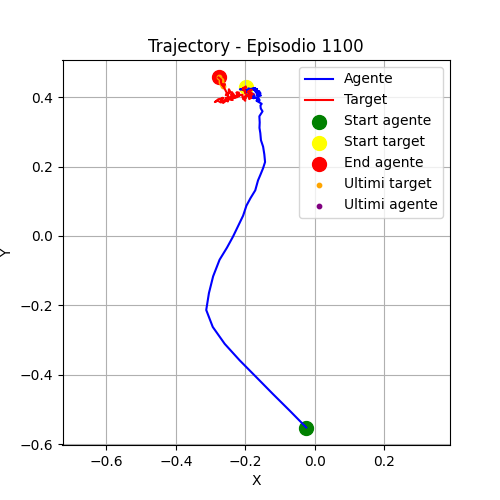 Trajectory - Episodio 1100
Agente
Target
Start agente
Start target
End agente
Ultimi target
Ultimi agente
0.4
0.2
0.0
−0.2
−0.4
−0.6
Y
−0.6
−0.4
−0.2
0.0
0.2
X